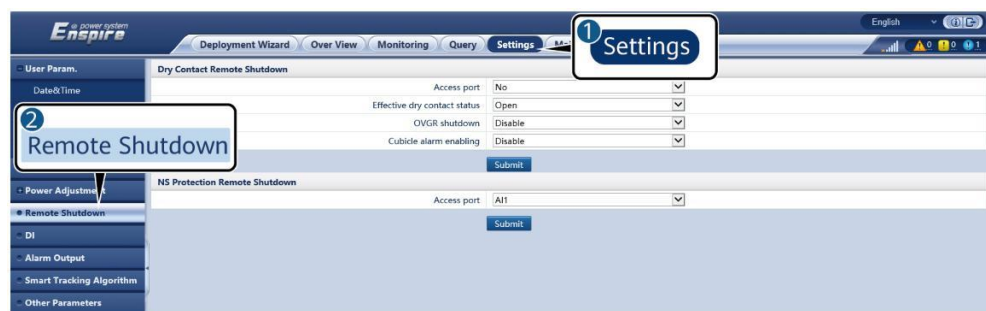 power system
Enspire
English
Deployment Wizard Over View Monitoring Query Settings
1
Settings
0 0 1
User Param.
Date&Time
2
Remote Shutdown
Power Adjustment
Remote Shutdown
DI
Alarm Output
Smart Tracking Algorithm
Other Parameters
Dry Contact Remote Shutdown
Access port No
Effective dry contact status Open
OVGR shutdown Disable
Cubicle alarm enabling Disable
Submit
NS Protection Remote Shutdown
Access port AI1
Submit